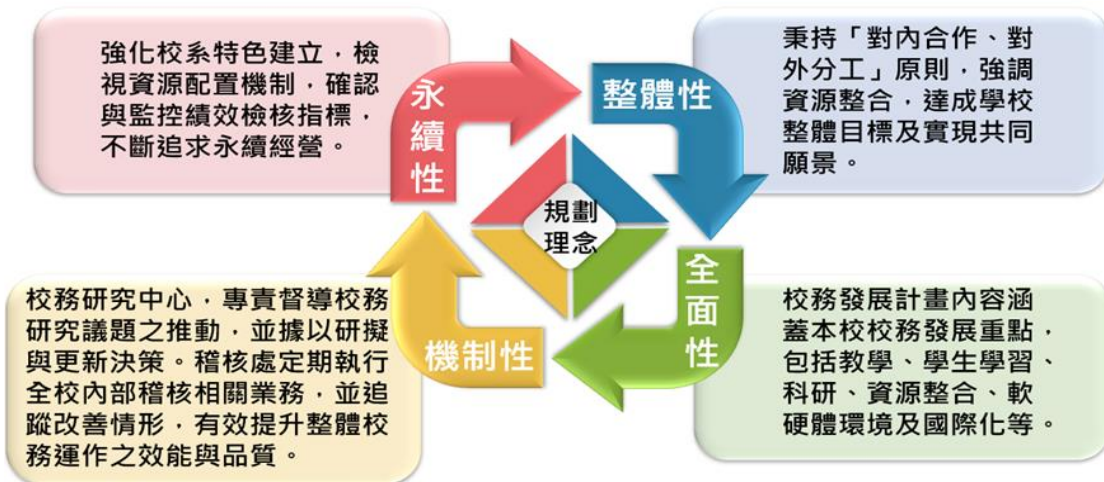 強化校系特色建立，檢
視資源配置機制，確認
與監控績效檢核指標，
不斷追求永續經營。
永續性
整體性
秉持「對內合作、對
外分工」原則，強調
資源整合，達成學校
整體目標及實現共同
願景。
規劃
理念
校務研究中心，專責督導校務
研究議題之推動，並據以研擬
與更新決策。稽核處定期執行
全校內部稽核相關業務，並追
蹤改善情形，有效提升整體校
務運作之效能與品質。
機制性
全面性
校務發展計畫內容涵
蓋本校校務發展重點，
包括教學、學生學習、
科研、資源整合、軟
硬體環境及國際化等。